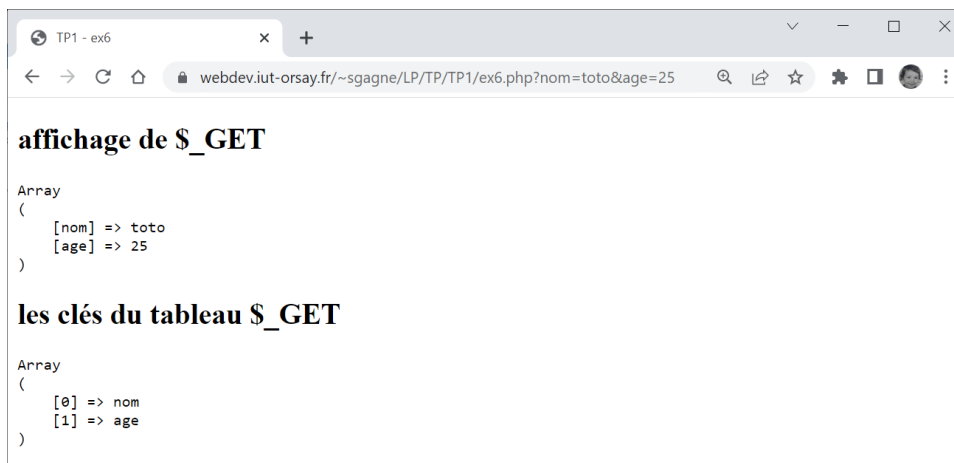 TP1 - ex6
webdev.iut-orsay.fr/~sgagne/LP/TP/TP1/ex6.php?nom=toto&age=25
affichage de $_GET
Array
(
    [nom] => toto
    [age] => 25
)
les clés du tableau $_GET
Array
(
    [0] => nom
    [1] => age
)